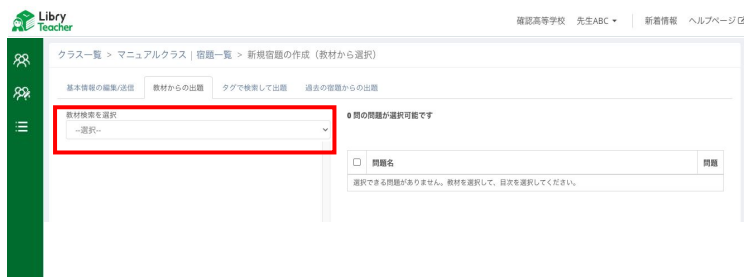 Libry
Teacher
確認高等学校 先生ABC 新着情報 ヘルプページ
クラス一覧 > マニュアルクラス | 宿題一覧 > 新規宿題の作成（教材から選択）
基本情報の編集/送信 教材からの出題 タグで検索して出題 過去の宿題からの出題
教材検索を選択
--選択--
0 問の問題が選択可能です
問題名 問題
選択できる問題がありません。教材を選択して、目次を選択してください。